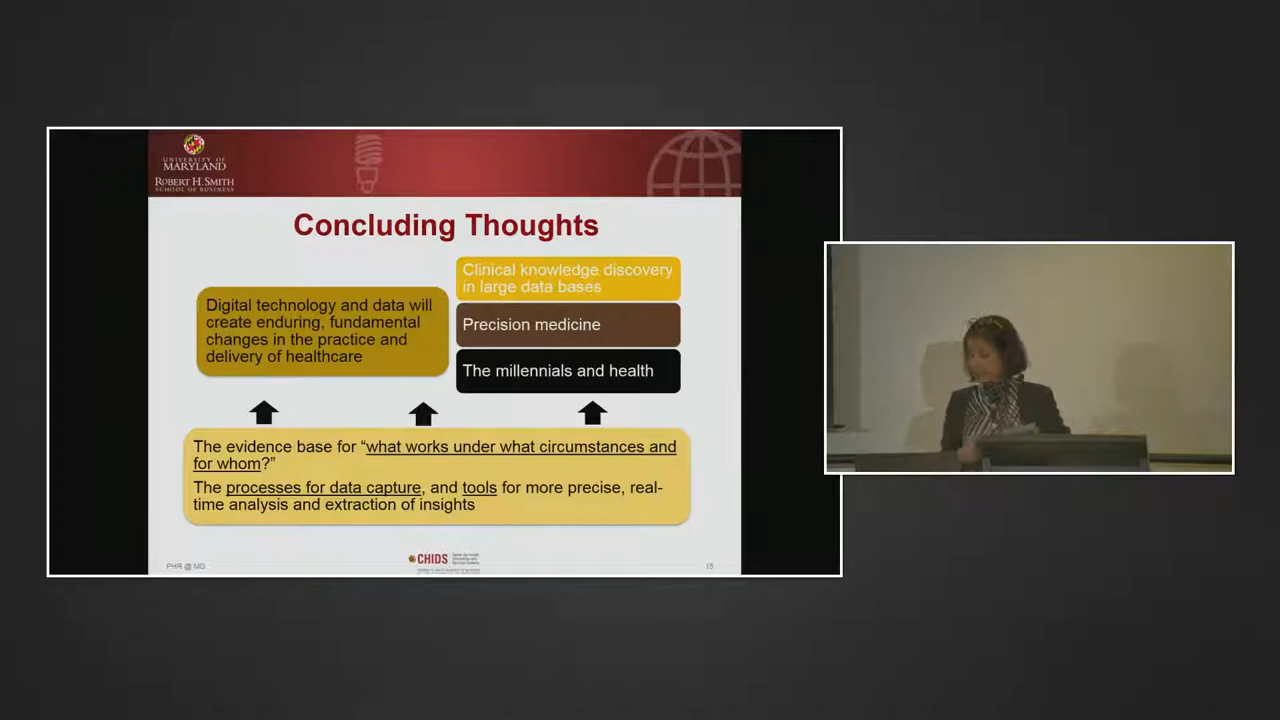 UNIVERSITY OF
MARYLAND
ROBERT H. SMITH
SCHOOL OF BUSINESS
Concluding Thoughts
Digital technology and data will
create enduring, fundamental
changes in the practice and
delivery of healthcare
Clinical knowledge discovery
in large data bases
Precision medicine
The millennials and health
The evidence base for “what works under what circumstances and
for whom?”
The processes for data capture, and tools for more precise, real-
time analysis and extraction of insights
PHR @ MD
CHIDS
15